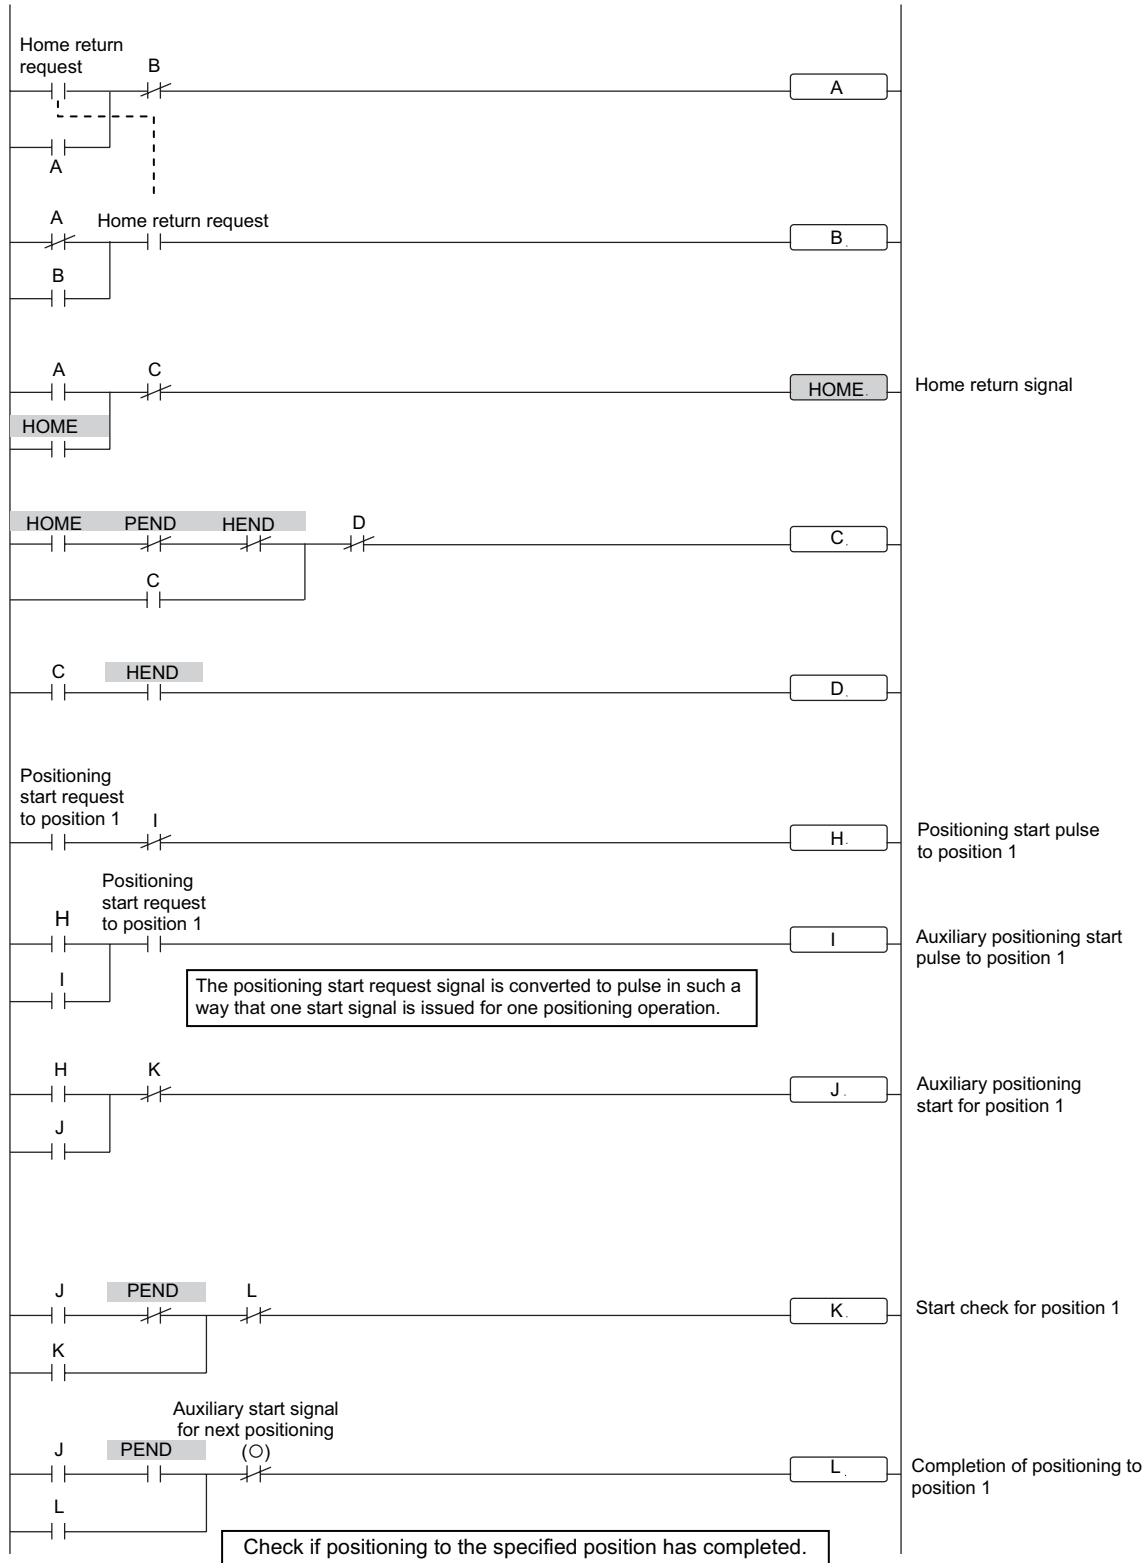 Home return
request
B
A
A
A
Home return request
B
B
A
C
HOME
Home return signal
HOME
HOME
PEND
HEND
D
C
C
C
HEND
D
Positioning
start request
to position 1
I
H
Positioning start pulse
to position 1
Positioning
start request
to position 1
H
I
Auxiliary positioning start
pulse to position 1
I
The positioning start request signal is converted to pulse in such a
way that one start signal is issued for one positioning operation.
H
K
J
Auxiliary positioning
start for position 1
J
J
PEND
L
K
Start check for position 1
K
Auxiliary start signal
for next positioning
(○)
J
PEND
L
Completion of positioning to
position 1
L
Check if positioning to the specified position has completed.